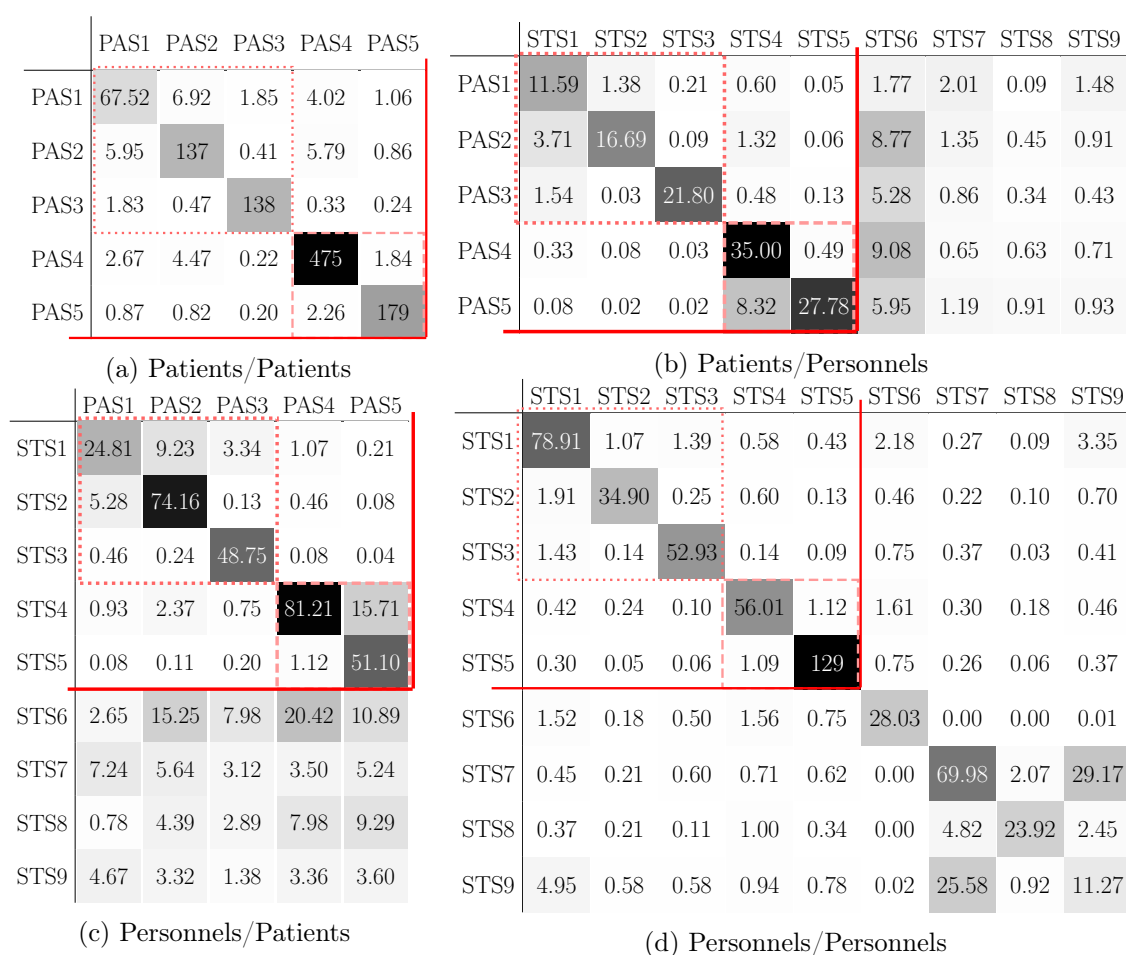 PAS1 PAS2 PAS3 PAS4 PAS5
PAS1 67.52 6.92 1.85 4.02 1.06
PAS2 5.95 137 0.41 5.79 0.86
PAS3 1.83 0.47 138 0.33 0.24
PAS4 2.67 4.47 0.22 475 1.84
PAS5 0.87 0.82 0.20 2.26 179
(a) Patients/Patients
STS1 STS2 STS3 STS4 STS5 STS6 STS7 STS8 STS9
PAS1 11.59 1.38 0.21 0.60 0.05 1.77 2.01 0.09 1.48
PAS2 3.71 16.69 0.09 1.32 0.06 8.77 1.35 0.45 0.91
PAS3 1.54 0.03 21.80 0.48 0.13 5.28 0.86 0.34 0.43
PAS4 0.33 0.08 0.03 35.00 0.49 9.08 0.65 0.63 0.71
PAS5 0.08 0.02 0.02 8.32 27.78 5.95 1.19 0.91 0.93
(b) Patients/Personnels
PAS1 PAS2 PAS3 PAS4 PAS5
STS1 24.81 9.23 3.34 1.07 0.21
STS2 5.28 74.16 0.13 0.46 0.08
STS3 0.46 0.24 48.75 0.08 0.04
STS4 0.93 2.37 0.75 81.21 15.71
STS5 0.08 0.11 0.20 1.12 51.10
STS6 2.65 15.25 7.98 20.42 10.89
STS7 7.24 5.64 3.12 3.50 5.24
STS8 0.78 4.39 2.89 7.98 9.29
STS9 4.67 3.32 1.38 3.36 3.60
(c) Personnels/Patients
STS1 STS2 STS3 STS4 STS5 STS6 STS7 STS8 STS9
STS1 78.91 1.07 1.39 0.58 0.43 2.18 0.27 0.09 3.35
STS2 1.91 34.90 0.25 0.60 0.13 0.46 0.22 0.10 0.70
STS3 1.43 0.14 52.93 0.14 0.09 0.75 0.37 0.03 0.41
STS4 0.42 0.24 0.10 56.01 1.12 1.61 0.30 0.18 0.46
STS5 0.30 0.05 0.06 1.09 129 0.75 0.26 0.06 0.37
STS6 1.52 0.18 0.50 1.56 0.75 28.03 0.00 0.00 0.01
STS7 0.45 0.21 0.60 0.71 0.62 0.00 69.98 2.07 29.17
STS8 0.37 0.21 0.11 1.00 0.34 0.00 4.82 23.92 2.45
STS9 4.95 0.58 0.58 0.94 0.78 0.02 25.58 0.92 11.27
(d) Personnels/Personnels